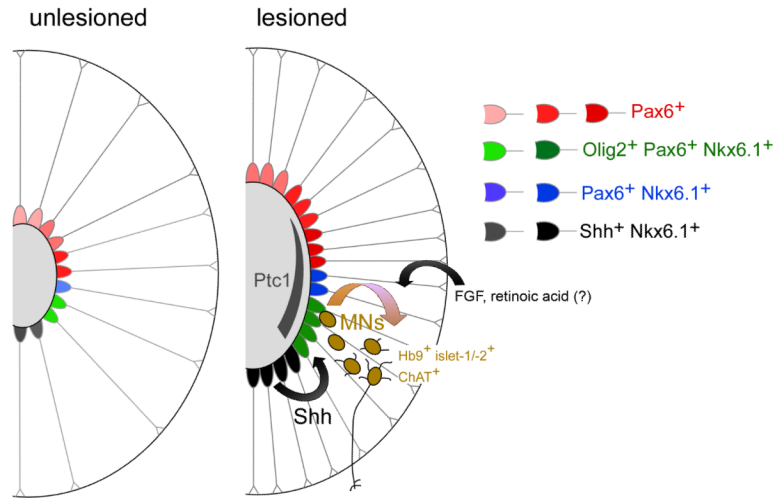 unlesioned
lesioned
Pax6+
Olig2+ Pax6+ Nkx6.1+
Pax6+ Nkx6.1+
Shh+ Nkx6.1+
Ptc1
FGF, retinoic acid (?)
MNs
Hb9+ islet-1/-2+
ChAT+
Shh